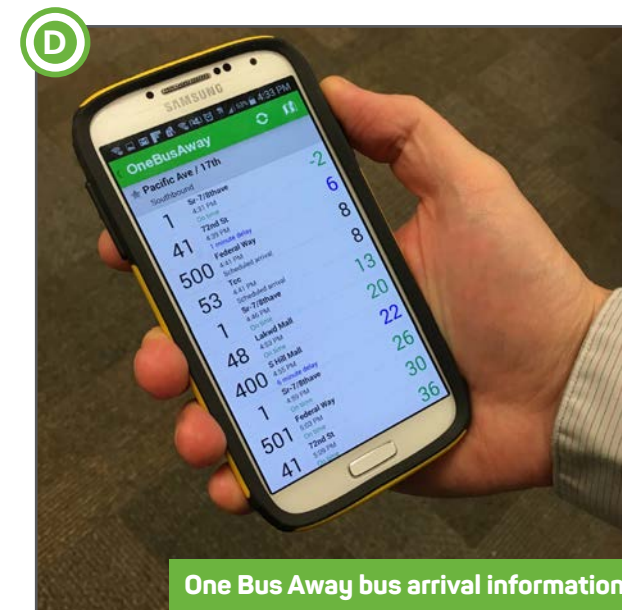 D
SAMSUNG
53% 4:33 PM
OneBusAway
Pacific Ave / 17th
Southbound
1 Sr-7/8thave -2
4:31 PM
On time
41 72nd St 6
4:39 PM
1 minute delay
500 Federal Way 8
4:41 PM
Scheduled arrival
53 Tcc 8
4:41 PM
Scheduled arrival
1 Sr-7/8thave 13
4:46 PM
On time
48 Lakwd Mall 20
4:53 PM
On time
400 S Hill Mall 22
4:55 PM
6 minute delay
1 Sr-7/8thave 26
4:59 PM
On time
501 Federal Way 30
5:03 PM
On time
41 72nd St 36
5:09 PM
On time
One Bus Away bus arrival information